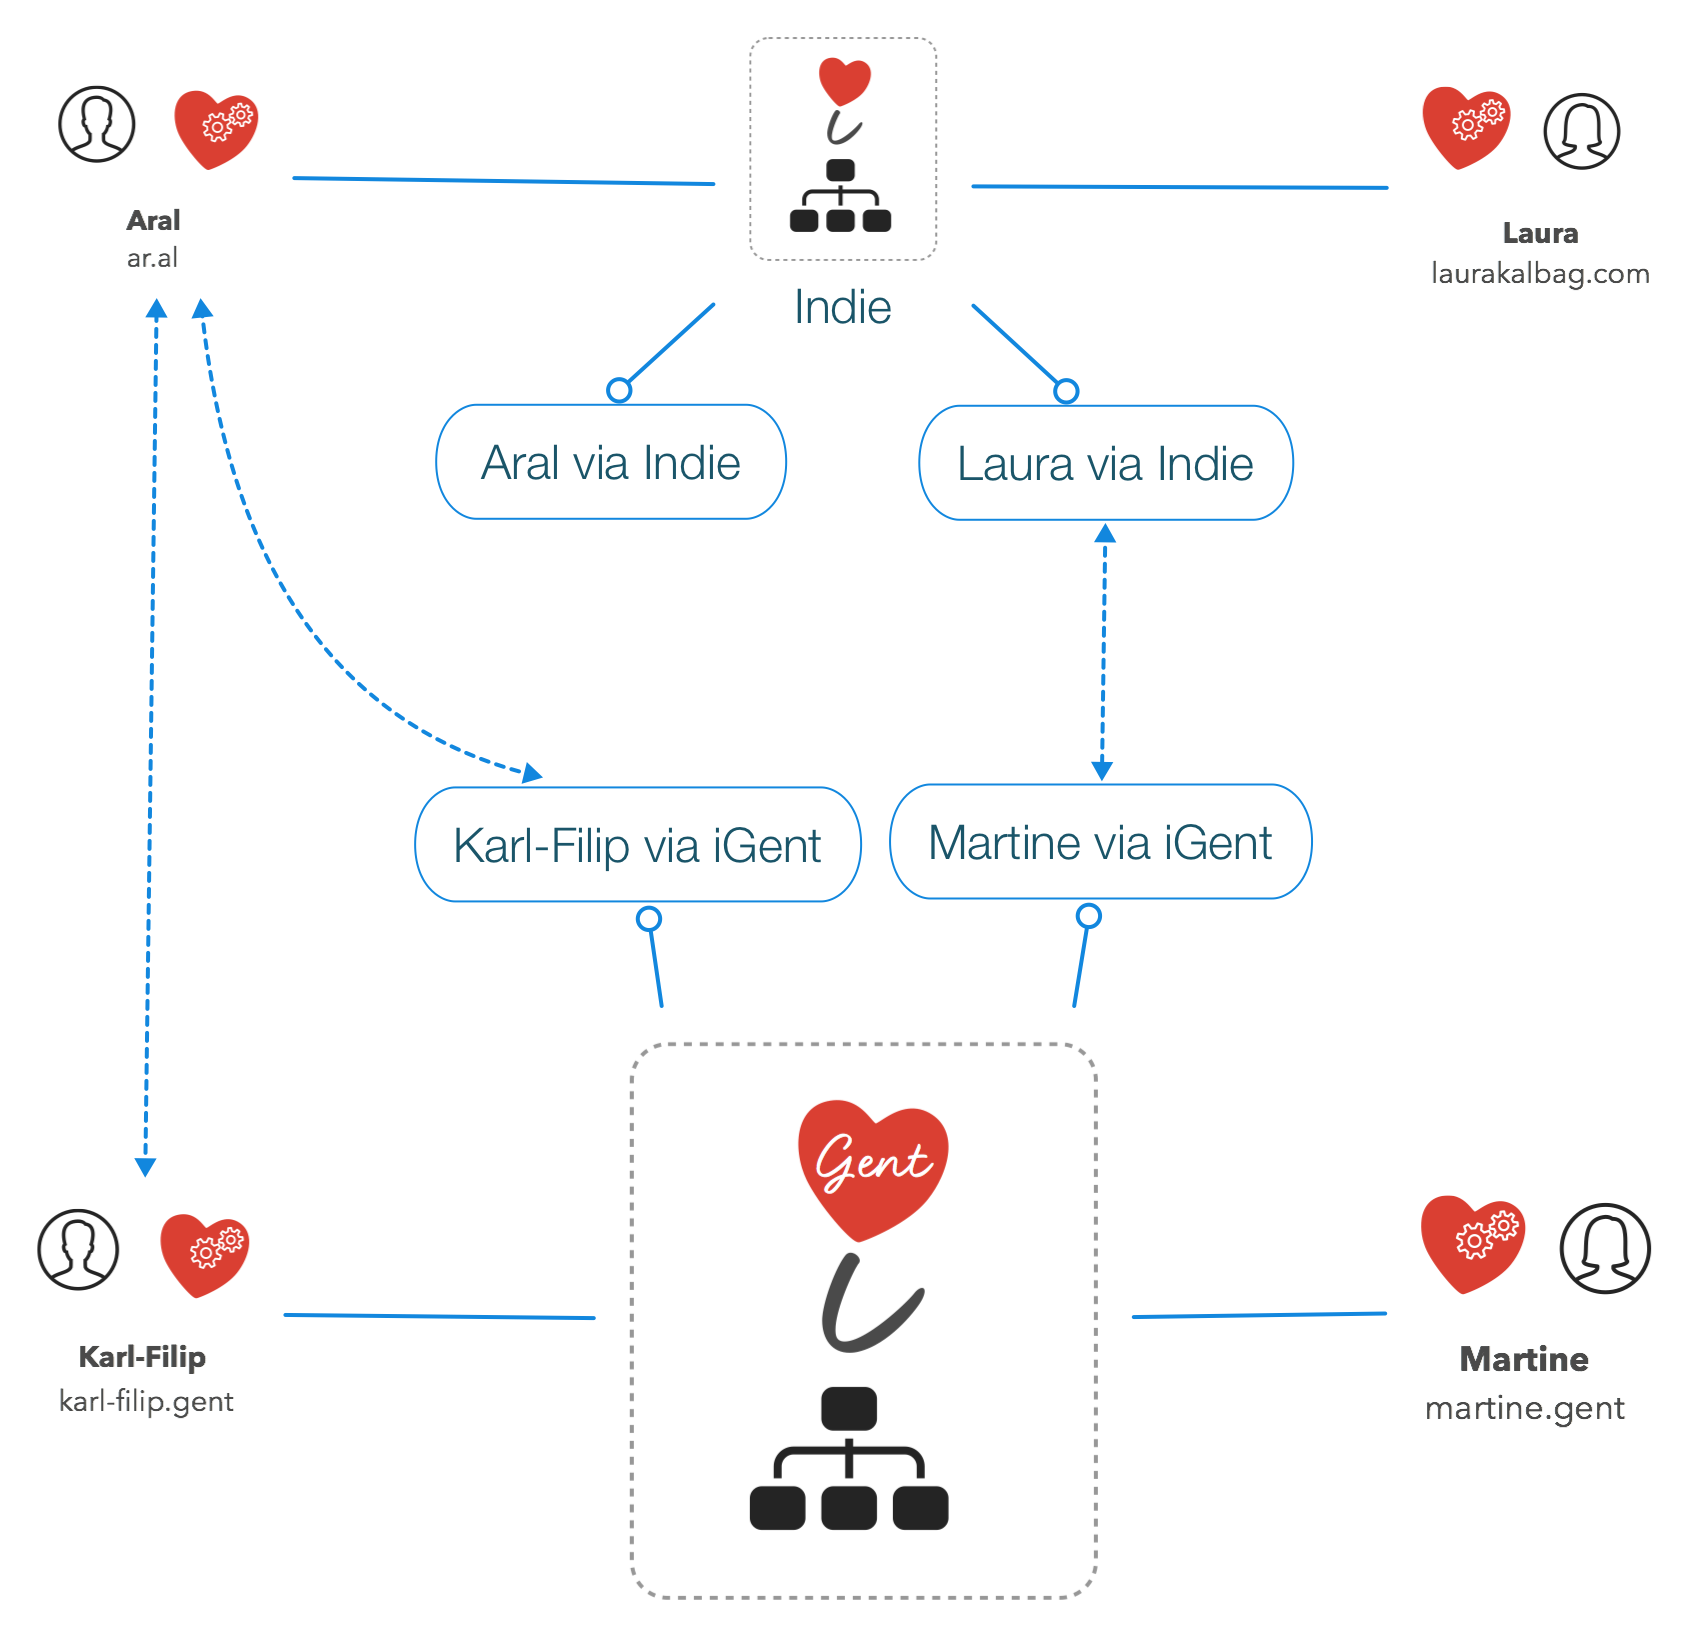 Aral
ar.al
Laura
laurakalbag.com
Indie
Aral via Indie
Laura via Indie
Karl-Filip via iGent
Martine via iGent
Gent
i
Karl-Filip
karl-filip.gent
Martine
martine.gent